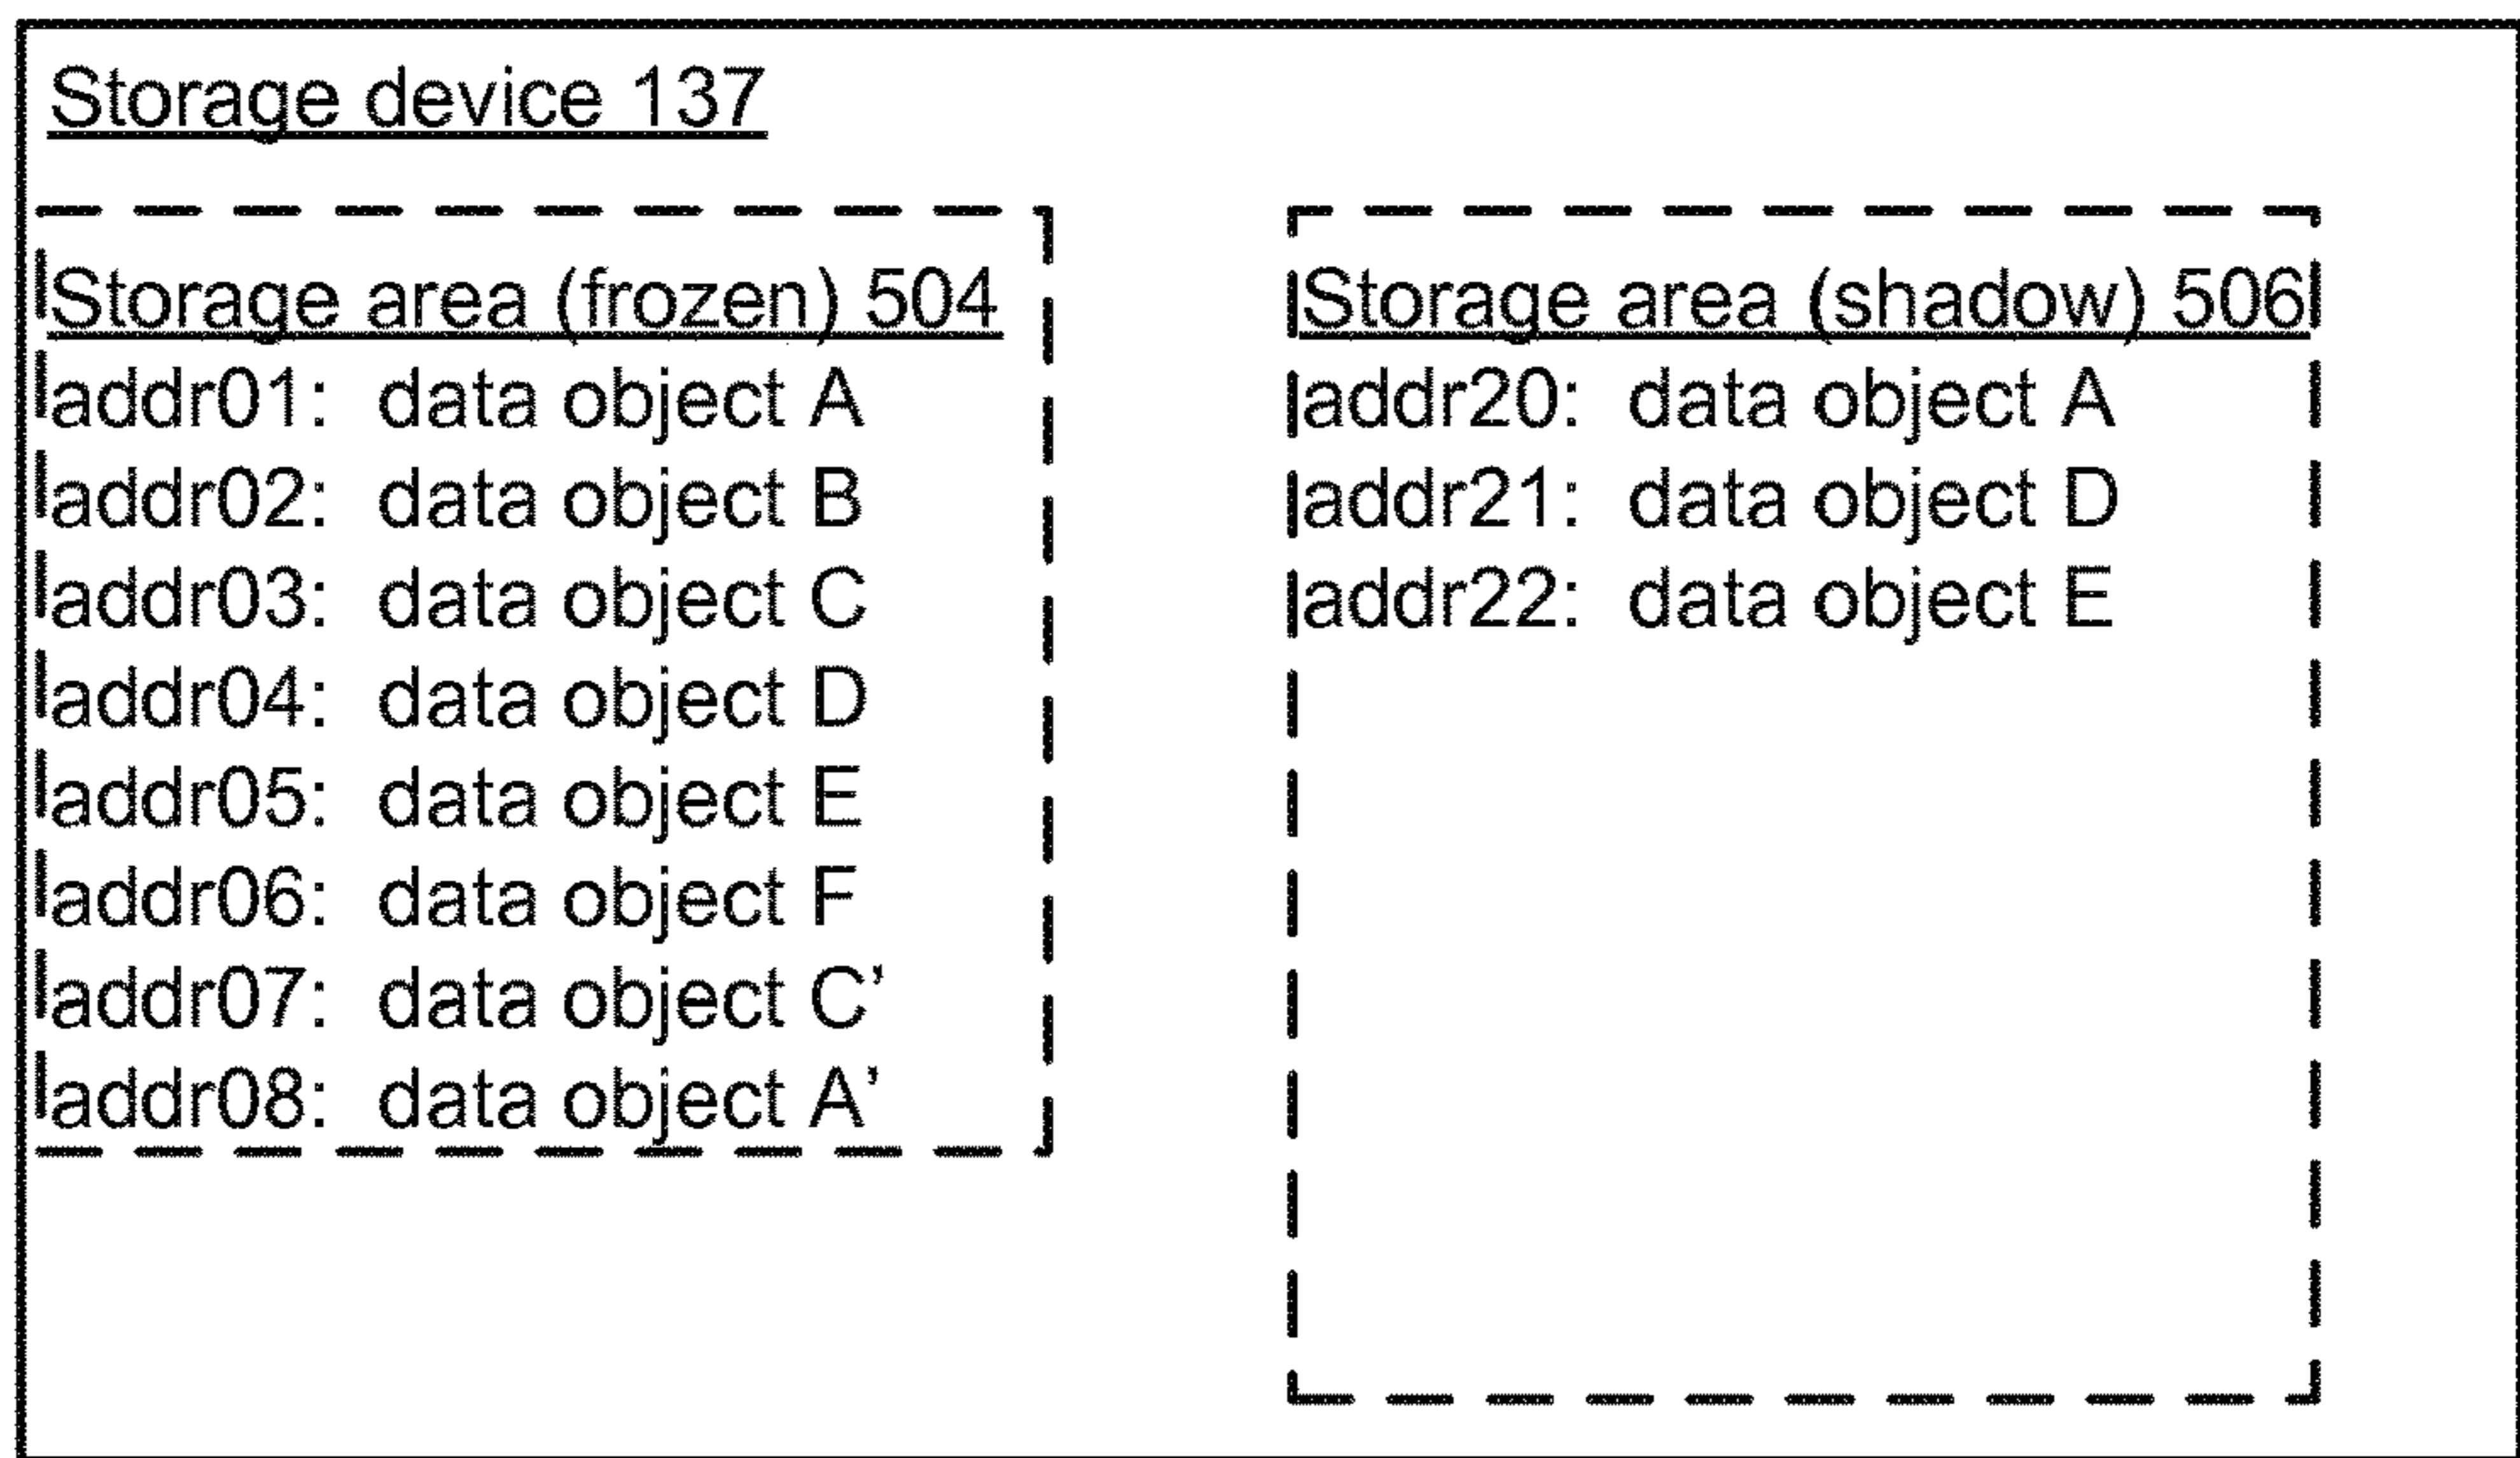 Storage device 137
Storage area (frozen) 504
addr01: data object A
addr02: data object B
addr03: data object C
addr04: data object D
addr05: data object E
addr06: data object F
addr07: data object C'
addr08: data object A'
Storage area (shadow) 506
addr20: data object A
addr21: data object D
addr22: data object E